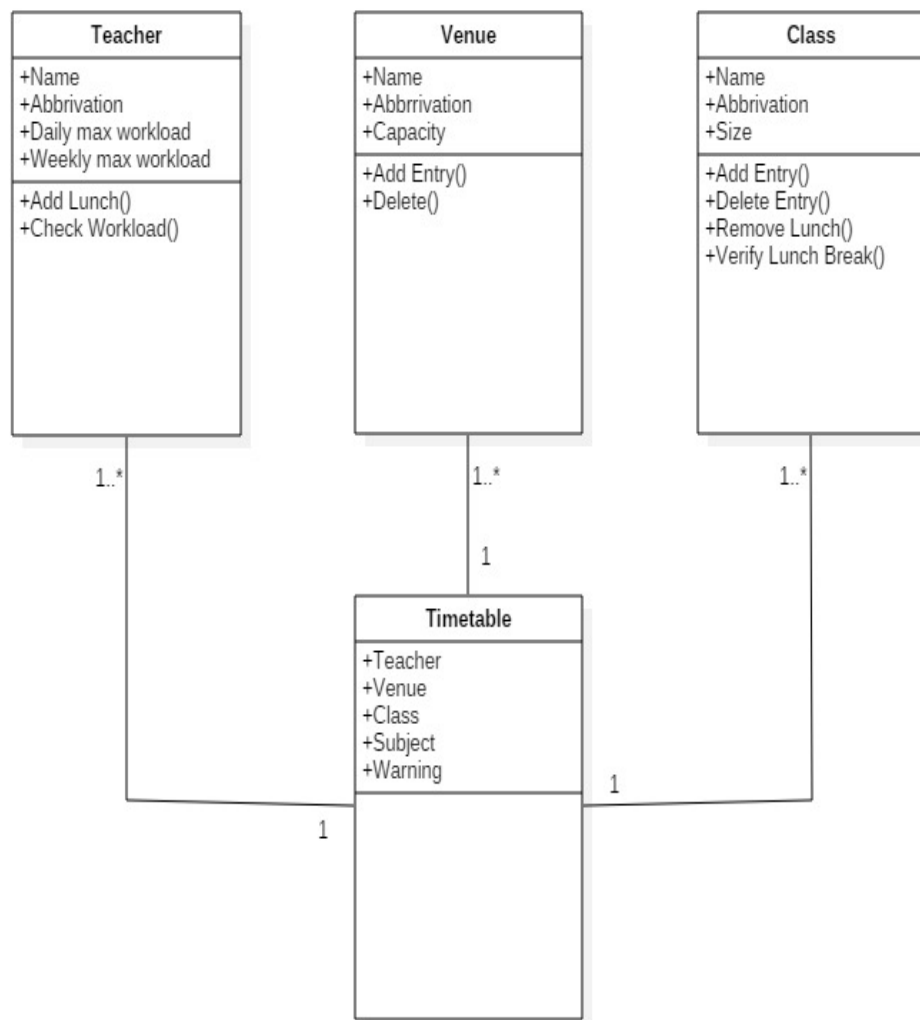 Teacher
+Name
+Abbrivation
+Daily max workload
+Weekly max workload
+Add Lunch()
+Check Workload()
Venue
+Name
+Abbrrivation
+Capacity
+Add Entry()
+Delete()
Class
+Name
+Abbrivation
+Size
+Add Entry()
+Delete Entry()
+Remove Lunch()
+Verify Lunch Break()
1..*
1..*
1..*
1
Timetable
+Teacher
+Venue
+Class
+Subject
+Warning
1
1